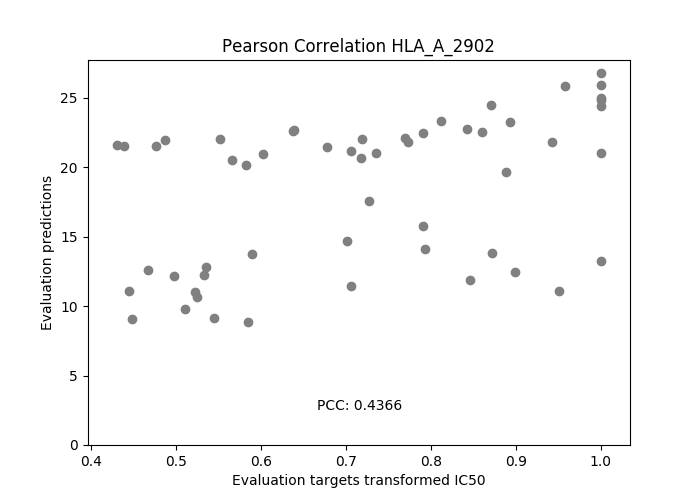 Pearson Correlation HLA_A_2902
Evaluation predictions
25
20
15
10
5
0
PCC: 0.4366
0.4 0.5 0.6 0.7 0.8 0.9 1.0
Evaluation targets transformed IC50